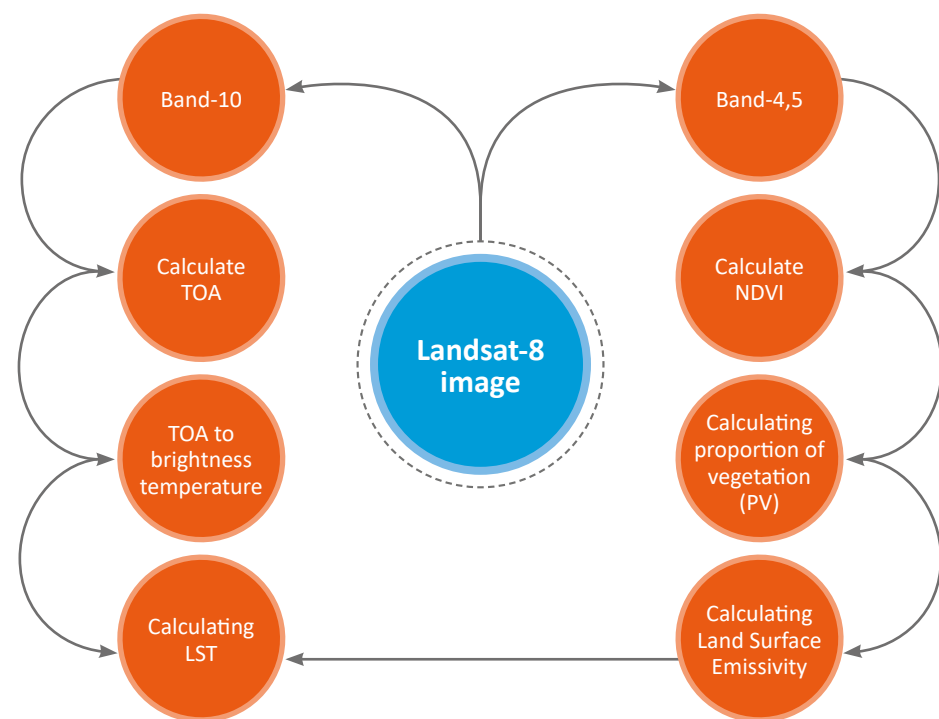 Band-10
Band-4,5
Calculate
TOA
Calculate
NDVI
Landsat-8
image
TOA to
brightness
temperature
Calculating
proportion of
vegetation
(PV)
Calculating
LST
Calculating
Land Surface
Emissivity